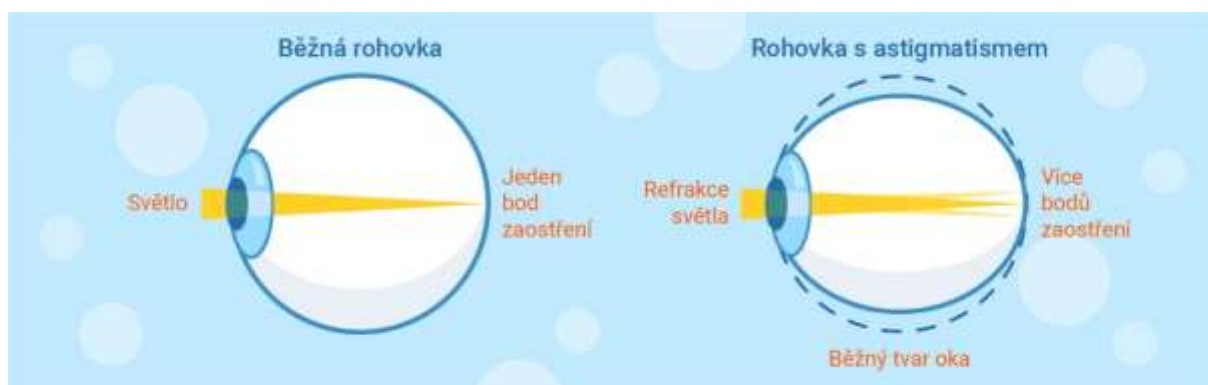 Běžná rohovka
Světlo
Jeden
bod
zaostření
Rohovka s astigmatismem
Refrakce
světla
Více
bodů
zaostření
Běžný tvar oka